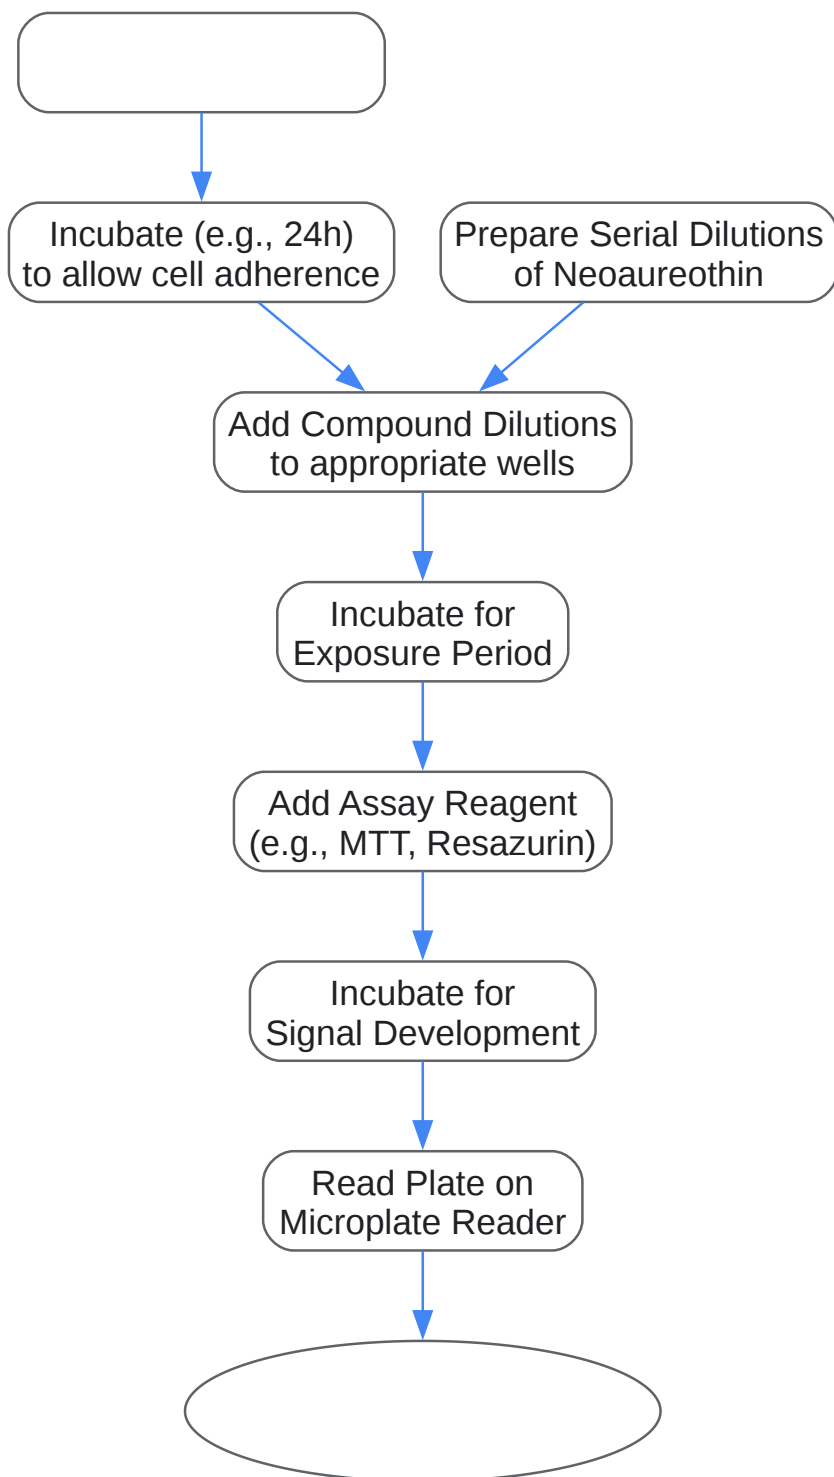 Incubate (e.g., 24h)
to allow cell adherence
Prepare Serial Dilutions
of Neoaureothin
Add Compound Dilutions
to appropriate wells
Incubate for
Exposure Period
Add Assay Reagent
(e.g., MTT, Resazurin)
Incubate for
Signal Development
Read Plate on
Microplate Reader